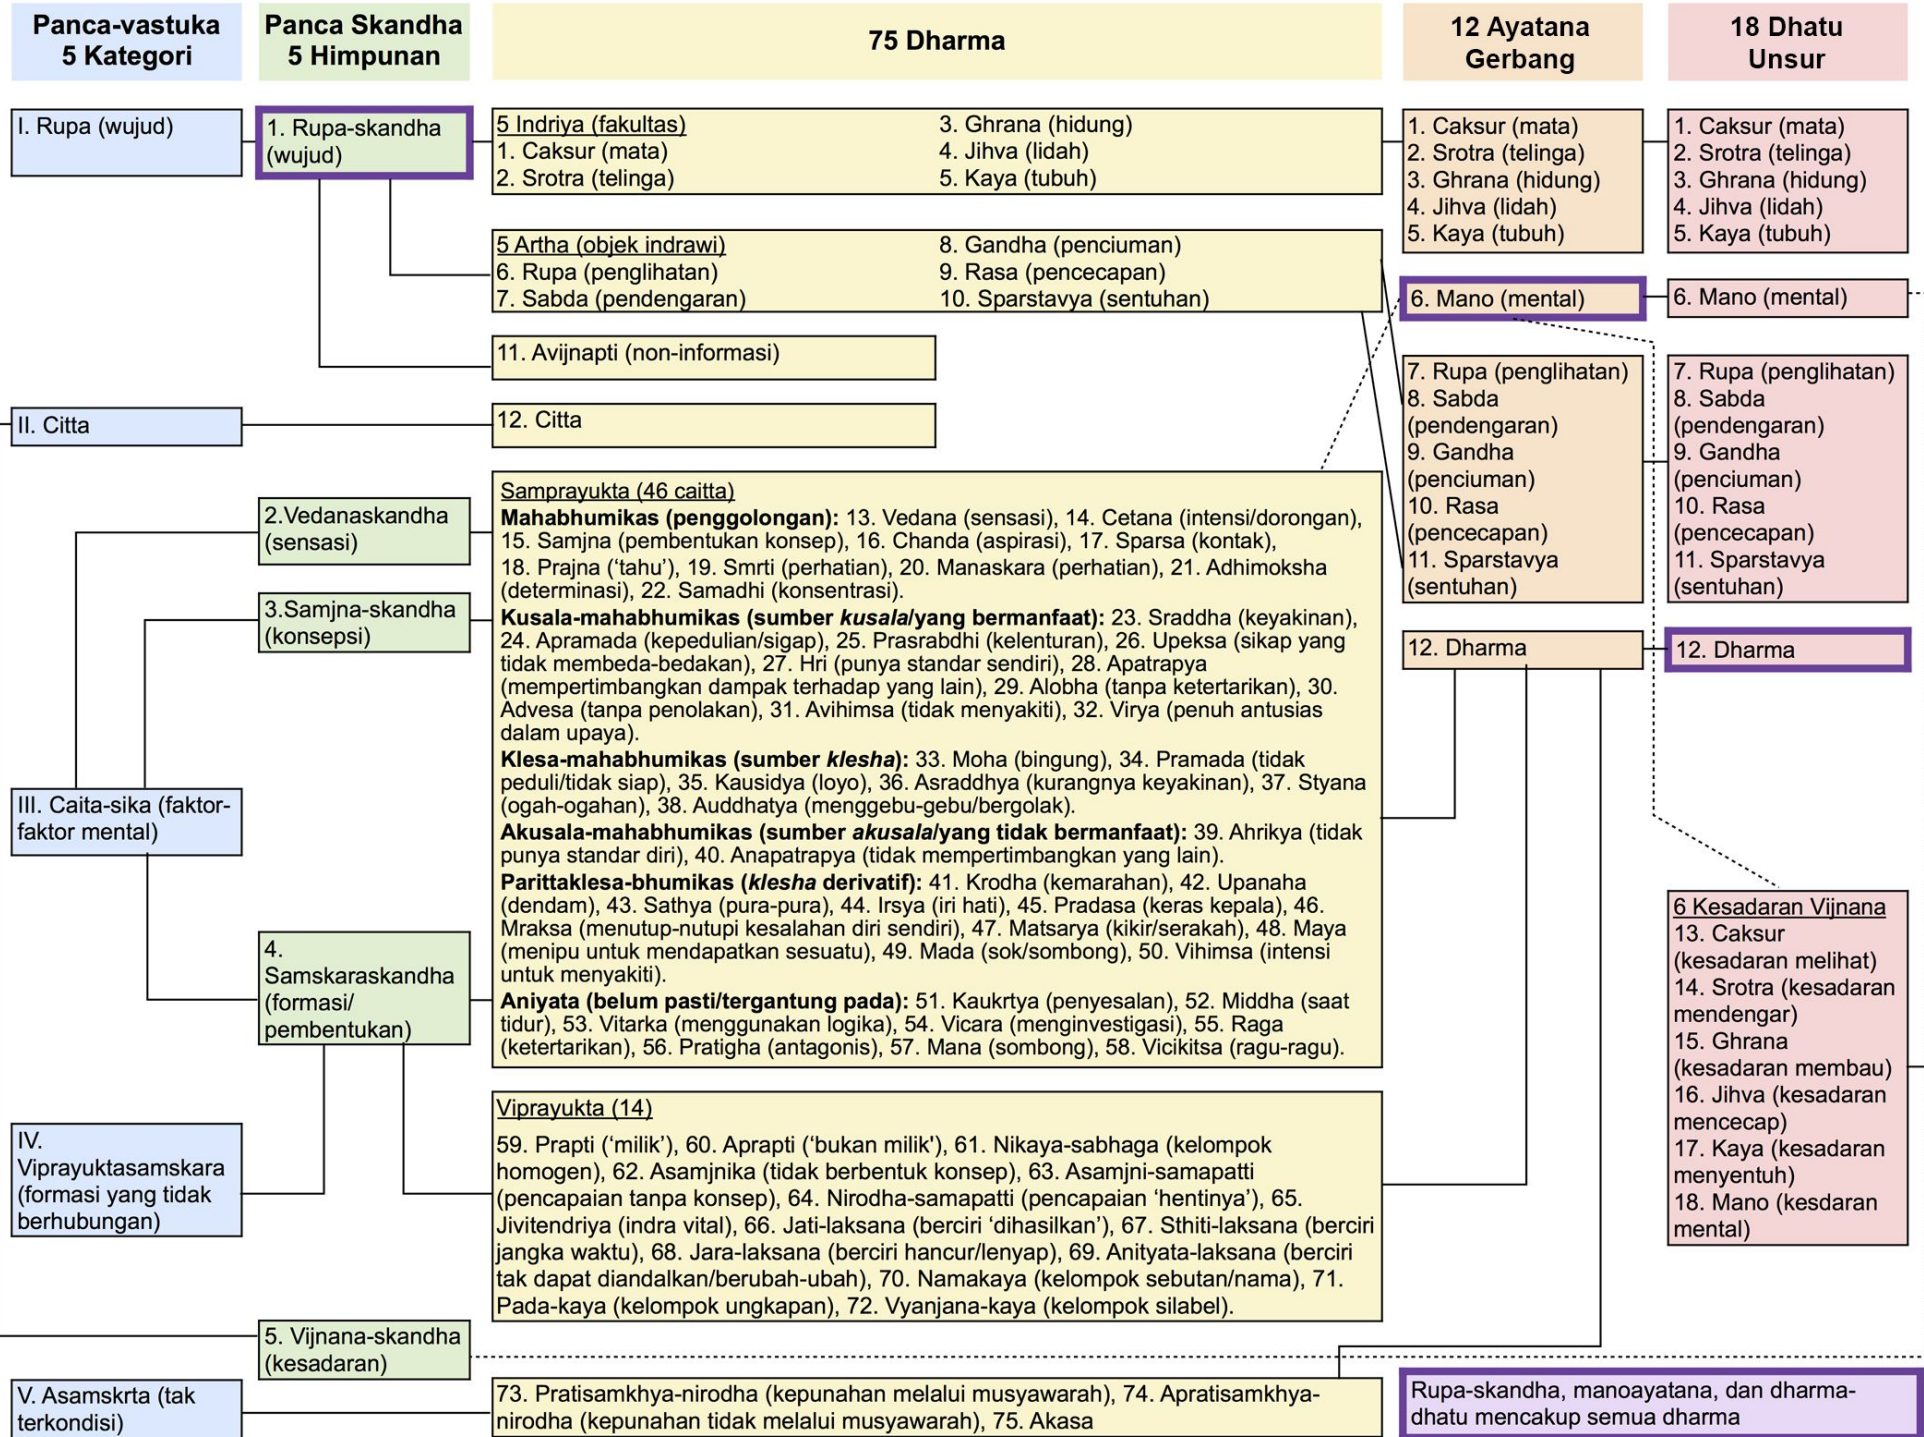 Panca-vastuka
5 Kategori
Panca Skandha
5 Himpunan
75 Dharma
12 Ayatana
Gerbang
18 Dhatu
Unsur
I. Rupa (wujud)
1. Rupa-skandha
(wujud)
5 Indriya (fakultas)
1. Caksur (mata)
2. Srotra (telinga)
3. Ghrana (hidung)
4. Jihva (lidah)
5. Kaya (tubuh)
1. Caksur (mata)
2. Srotra (telinga)
3. Ghrana (hidung)
4. Jihva (lidah)
5. Kaya (tubuh)
1. Caksur (mata)
2. Srotra (telinga)
3. Ghrana (hidung)
4. Jihva (lidah)
5. Kaya (tubuh)
5 Artha (objek indrawi)
6. Rupa (penglihatan)
7. Sabda (pendengaran)
8. Gandha (penciuman)
9. Rasa (pencecapan)
10. Sparstavya (sentuhan)
6. Mano (mental)
6. Mano (mental)
11. Avijnapti (non-informasi)
7. Rupa (penglihatan)
8. Sabda
(pendengaran)
9. Gandha
(penciuman)
10. Rasa
(pencecapan)
11. Sparstavya
(sentuhan)
7. Rupa (penglihatan)
8. Sabda
(pendengaran)
9. Gandha
(penciuman)
10. Rasa
(pencecapan)
11. Sparstavya
(sentuhan)
II. Citta
12. Citta
2.Vedanaskandha
(sensasi)
3.Samjna-skandha
(konsepsi)
Samprayukta (46 caitta)
Mahabhumikas (penggolongan): 13. Vedana (sensasi), 14. Cetana (intensi/dorongan),
15. Samjna (pembentukan konsep), 16. Chanda (aspirasi), 17. Sparsa (kontak),
18. Prajna (‘tahu’), 19. Smrti (perhatian), 20. Manaskara (perhatian), 21. Adhimoksha
(determinasi), 22. Samadhi (konsentrasi).
Kusala-mahabhumikas (sumber kusala/yang bermanfaat): 23. Sraddha (keyakinan),
24. Apramada (kepedulian/sigap), 25. Prasrabdhi (kelenturan), 26. Upeksa (sikap yang
tidak membeda-bedakan), 27. Hri (punya standar sendiri), 28. Apatrapya
(mempertimbangkan dampak terhadap yang lain), 29. Alobha (tanpa ketertarikan), 30.
Advesa (tanpa penolakan), 31. Avihimsa (tidak menyakiti), 32. Virya (penuh antusias
dalam upaya).
Klesa-mahabhumikas (sumber klesha): 33. Moha (bingung), 34. Pramada (tidak
peduli/tidak siap), 35. Kausidya (loyo), 36. Asraddhya (kurangnya keyakinan), 37. Styana
(ogah-ogahan), 38. Auddhatya (menggebu-gebu/bergolak).
Akusala-mahabhumikas (sumber akusala/yang tidak bermanfaat): 39. Ahrikya (tidak
punya standar diri), 40. Anapatrapya (tidak mempertimbangkan yang lain).
Parittaklesa-bhumikas (klesha derivatif): 41. Krodha (kemarahan), 42. Upanaha
(dendam), 43. Sathya (pura-pura), 44. Irsya (iri hati), 45. Pradasa (keras kepala), 46.
Mraksa (menutup-nutupi kesalahan diri sendiri), 47. Matsarya (kikir/serakah), 48. Maya
(menipu untuk mendapatkan sesuatu), 49. Mada (sok/sombong), 50. Vihimsa (intensi
untuk menyakiti).
Aniyata (belum pasti/tergantung pada): 51. Kaukrtya (penyesalan), 52. Middha (saat
tidur), 53. Vitarka (menggunakan logika), 54. Vicara (menginvestigasi), 55. Raga
(ketertarikan), 56. Pratigha (antagonis), 57. Mana (sombong), 58. Vicikitsa (ragu-ragu).
12. Dharma
12. Dharma
III. Caita-sika (faktor-
faktor mental)
4.
Samskaraskandha
(formasi/
pembentukan)
6 Kesadaran Vijnana
13. Caksur
(kesadaran melihat)
14. Srotra (kesadaran
mendengar)
15. Ghrana
(kesadaran membau)
16. Jihva (kesadaran
mencecap)
17. Kaya (kesadaran
menyentuh)
18. Mano (kesdaran
mental)
IV.
Viprayuktasamskara
(formasi yang tidak
berhubungan)
Viprayukta (14)
59. Prapti (‘milik’), 60. Aprapti (‘bukan milik'), 61. Nikaya-sabhaga (kelompok
homogen), 62. Asamjnika (tidak berbentuk konsep), 63. Asamjni-samapatti
(pencapaian tanpa konsep), 64. Nirodha-samapatti (pencapaian ‘hentinya’), 65.
Jivitendriya (indra vital), 66. Jati-laksana (berciri ‘dihasilkan’), 67. Sthiti-laksana (berciri
jangka waktu), 68. Jara-laksana (berciri hancur/lenyap), 69. Anityata-laksana (berciri
tak dapat diandalkan/berubah-ubah), 70. Namakaya (kelompok sebutan/nama), 71.
Pada-kaya (kelompok ungkapan), 72. Vyanjana-kaya (kelompok silabel).
5. Vijnana-skandha
(kesadaran)
V. Asamskrta (tak
terkondisi)
73. Pratisamkhya-nirodha (kepunahan melalui musyawarah), 74. Apratisamkhya-
nirodha (kepunahan tidak melalui musyawarah), 75. Akasa
Rupa-skandha, manoayatana, dan dharma-
dhatu mencakup semua dharma